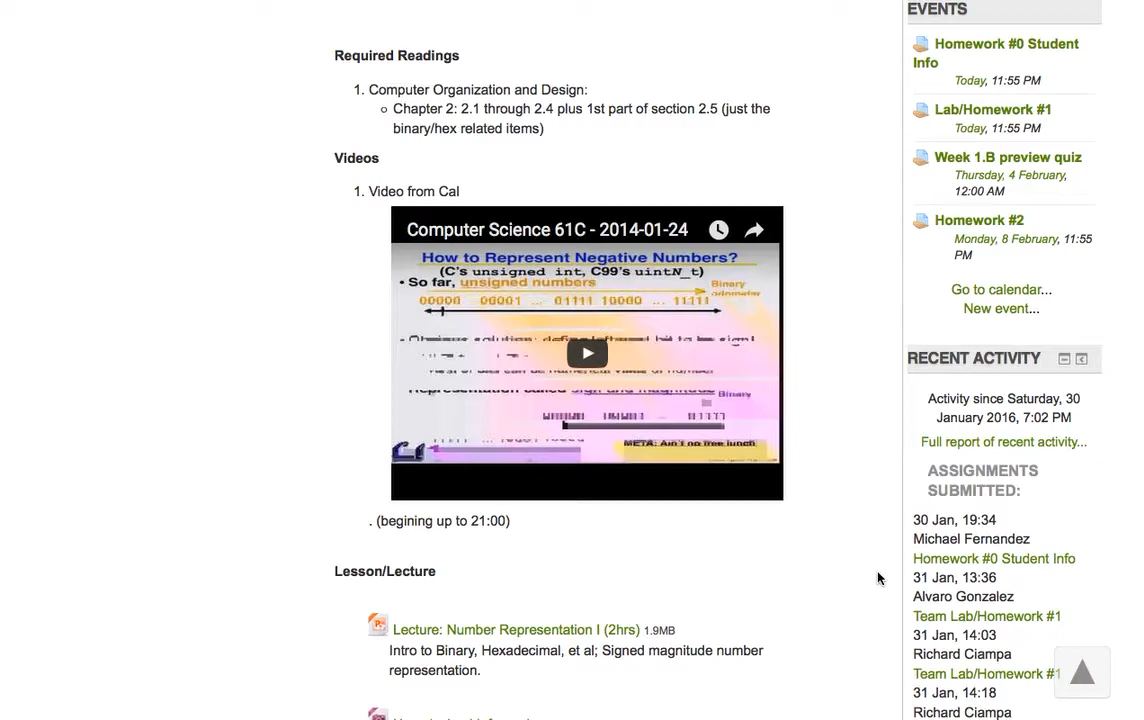 Required Readings
1. Computer Organization and Design:
Chapter 2: 2.1 through 2.4 plus 1st part of section 2.5 (just the
binary/hex related items)
Videos
1. Video from Cal
Computer Science 61C - 2014-01-24
How to Represent Negative Numbers?
(C's unsigned int, C99's uintN_t)
• So far, unsigned numbers
Binary
odometer
00000 00001 ... 01111 10000 ... 11111
Binary
META: Ain't no free lunch
. (begining up to 21:00)
Lesson/Lecture
Lecture: Number Representation I (2hrs) 1.9MB
Intro to Binary, Hexadecimal, et al; Signed magnitude number
representation.
EVENTS
Homework #0 Student
Info
Today, 11:55 PM
Lab/Homework #1
Today, 11:55 PM
Week 1.B preview quiz
Thursday, 4 February,
12:00 AM
Homework #2
Monday, 8 February, 11:55
PM
Go to calendar...
New event...
RECENT ACTIVITY
Activity since Saturday, 30
January 2016, 7:02 PM
Full report of recent activity...
ASSIGNMENTS
SUBMITTED:
30 Jan, 19:34
Michael Fernandez
Homework #0 Student Info
31 Jan, 13:36
Alvaro Gonzalez
Team Lab/Homework #1
31 Jan, 14:03
Richard Ciampa
Team Lab/Homework #1
31 Jan, 14:18
Richard Ciampa